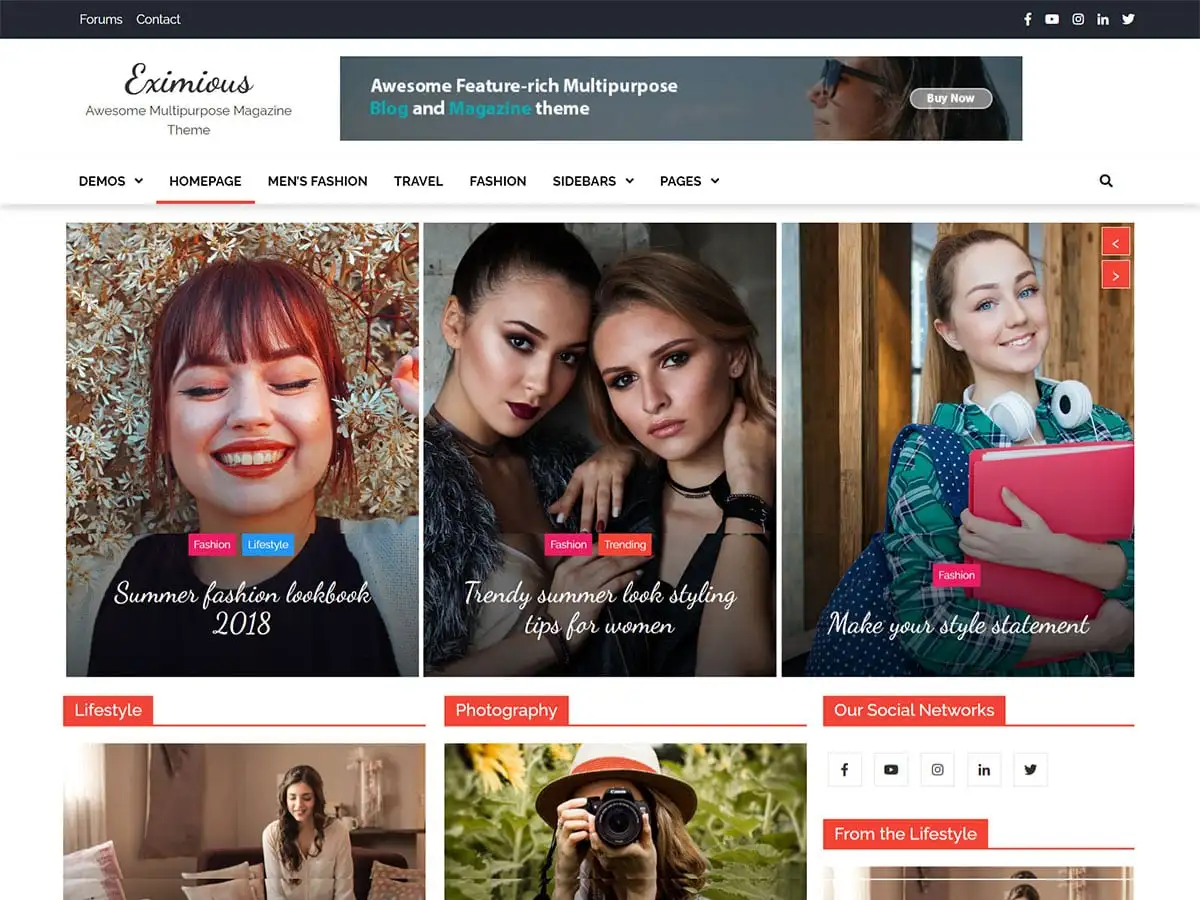 Forums Contact
Eximious
Awesome Multipurpose Magazine
Theme
Awesome Feature-rich Multipurpose
Blog and Magazine theme
Buy Now
DEMOS HOMEPAGE MEN'S FASHION TRAVEL FASHION SIDEBARS PAGES
<
>
Fashion Lifestyle
Summer fashion lookbook
2018
Fashion Trending
Trendy summer look styling
tips for women
Fashion
Make your style statement
Lifestyle
Photography
Canon
Our Social Networks
From the Lifestyle